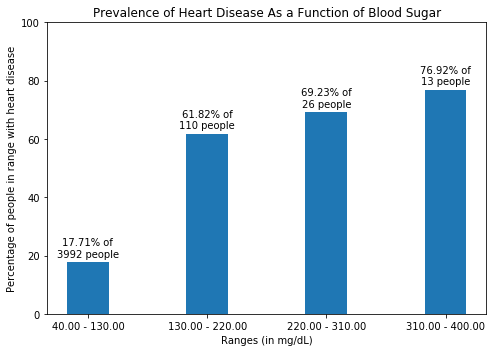 Prevalence of Heart Disease As a Function of Blood Sugar
Percentage of people in range with heart disease
100
80
60
40
20
0
17.71% of
3992 people
61.82% of
110 people
69.23% of
26 people
76.92% of
13 people
40.00 - 130.00
130.00 - 220.00
220.00 - 310.00
310.00 - 400.00
Ranges (in mg/dL)